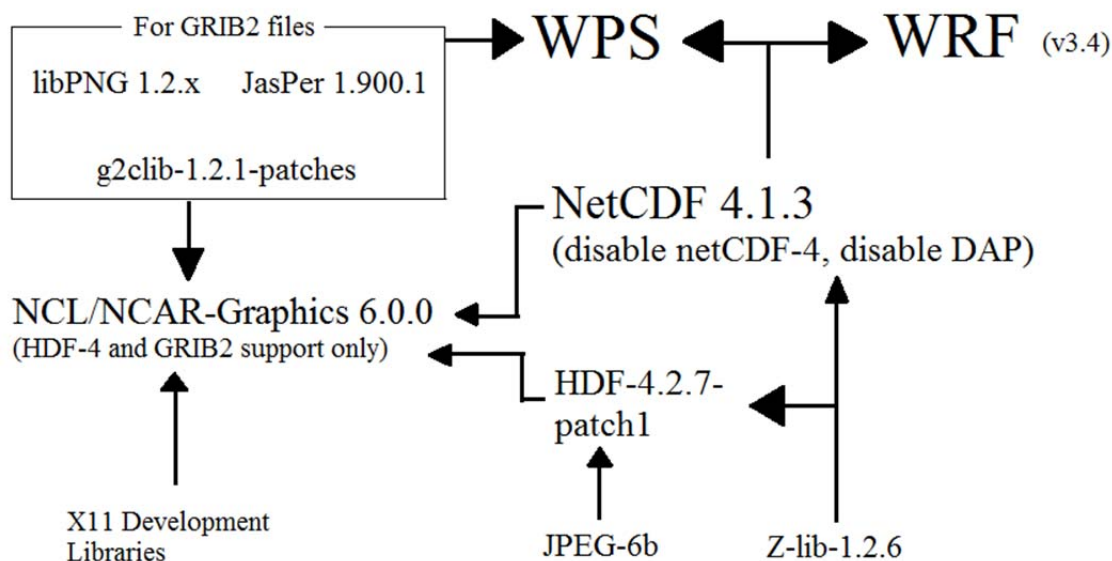 For GRIB2 files
libPNG 1.2.x JasPer 1.900.1
g2clib-1.2.1-patches
WPS
WRF (v3.4)
NetCDF 4.1.3
(disable netCDF-4, disable DAP)
NCL/NCAR-Graphics 6.0.0
(HDF-4 and GRIB2 support only)
HDF-4.2.7-
patch1
X11 Development
Libraries
JPEG-6b
Z-lib-1.2.6